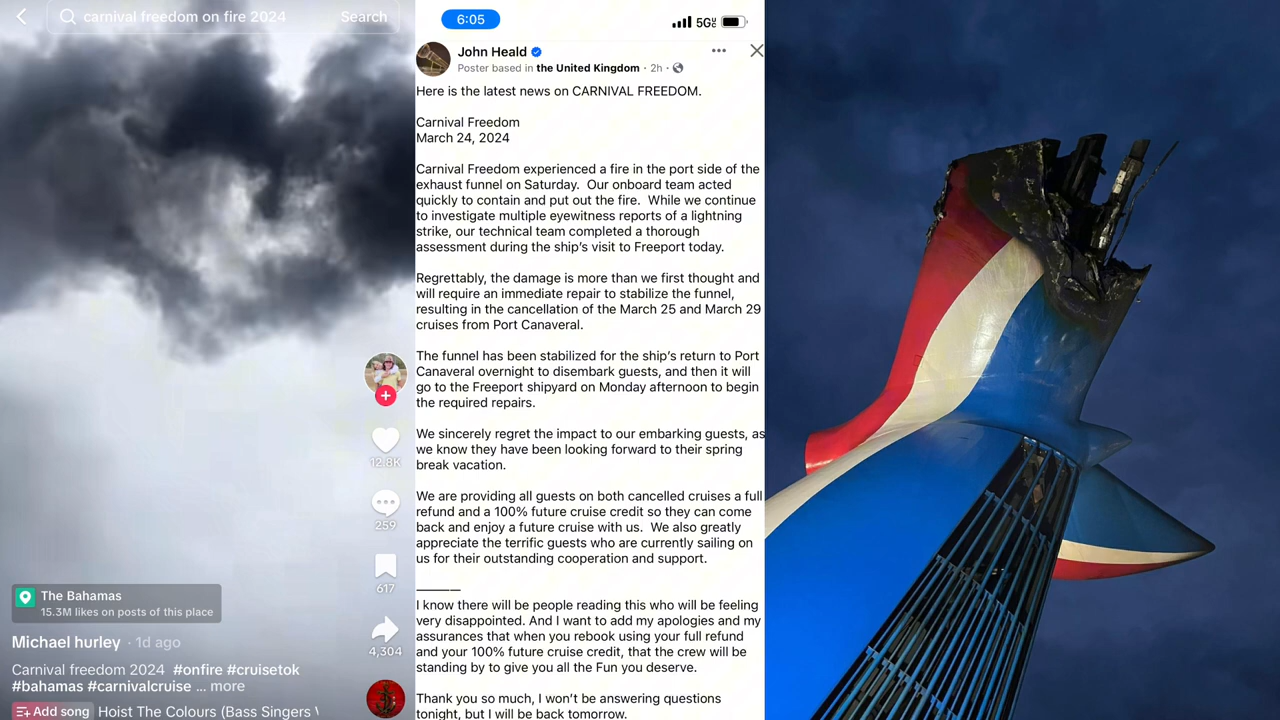 carnival freedom on fire 2024 Search
12.8K
259
617
4,304
The Bahamas
15.3M likes on posts of this place
Michael hurley · 1d ago
Carnival freedom 2024 #onfire #cruisetok
#bahamas #carnivalcruise ... more
Add song Hoist The Colours (Bass Singers
6:05
5G
John Heald
Poster based in the United Kingdom · 2h ·
Here is the latest news on CARNIVAL FREEDOM.
Carnival Freedom
March 24, 2024
Carnival Freedom experienced a fire in the port side of the
exhaust funnel on Saturday.  Our onboard team acted
quickly to contain and put out the fire.  While we continue
to investigate multiple eyewitness reports of a lightning
strike, our technical team completed a thorough
assessment during the ship's visit to Freeport today.
Regrettably, the damage is more than we first thought and
will require an immediate repair to stabilize the funnel,
resulting in the cancellation of the March 25 and March 29
cruises from Port Canaveral.
The funnel has been stabilized for the ship's return to Port
Canaveral overnight to disembark guests, and then it will
go to the Freeport shipyard on Monday afternoon to begin
the required repairs.
We sincerely regret the impact to our embarking guests, as
we know they have been looking forward to their spring
break vacation.
We are providing all guests on both cancelled cruises a full
refund and a 100% future cruise credit so they can come
back and enjoy a future cruise with us.  We also greatly
appreciate the terrific guests who are currently sailing on
us for their outstanding cooperation and support.
I know there will be people reading this who will be feeling
very disappointed. And I want to add my apologies and my
assurances that when you rebook using your full refund
and your 100% future cruise credit, that the crew will be
standing by to give you all the Fun you deserve.
Thank you so much, I won't be answering questions
tonight, but I will be back tomorrow.